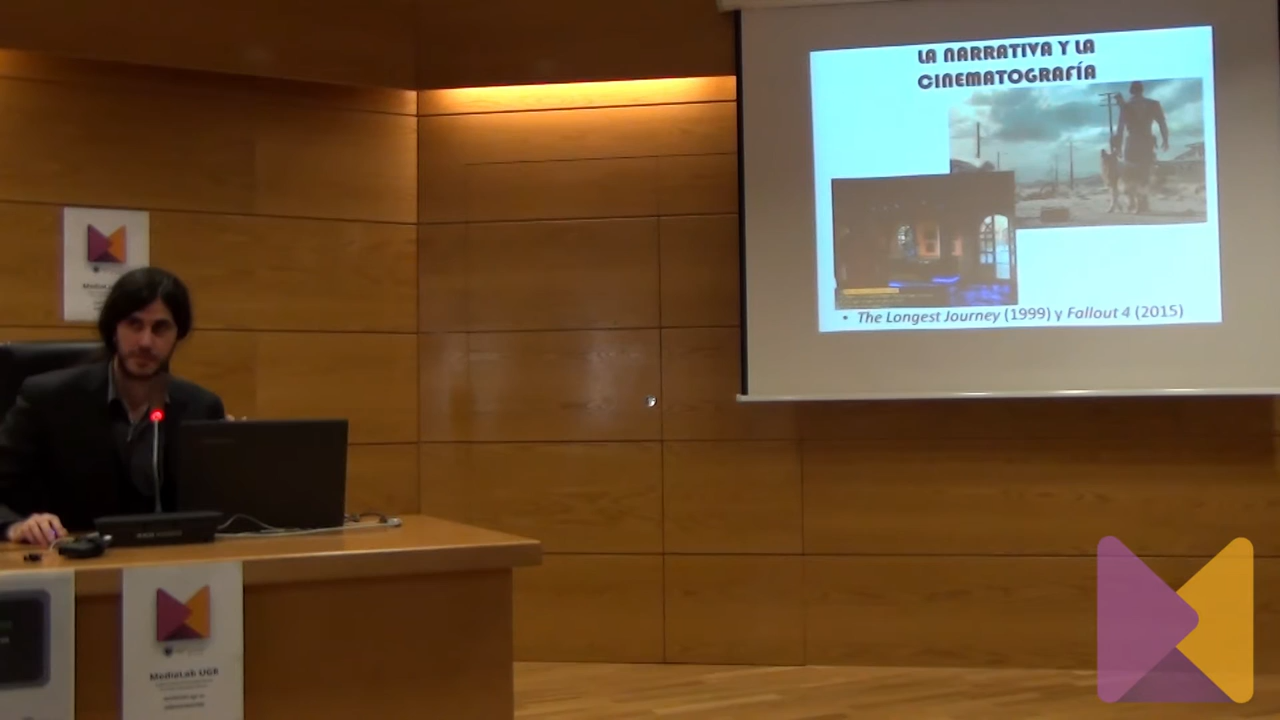 LA NARRATIVA Y LA
CINEMATOGRAFÍA
• The Longest Journey (1999) y Fallout 4 (2015)
MediaLab UGR